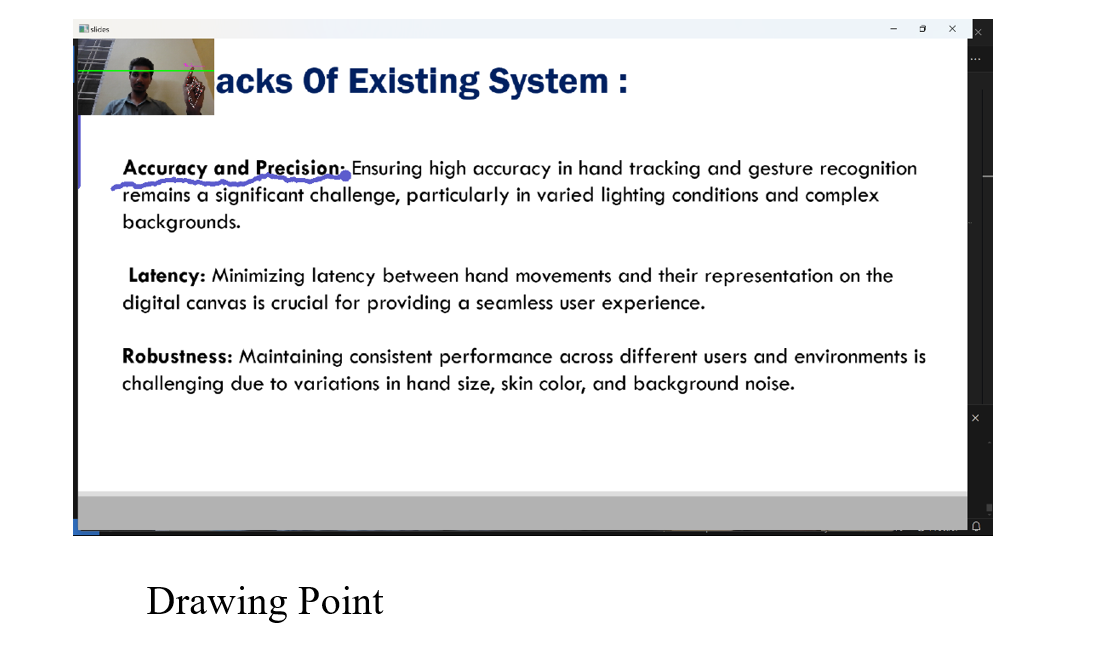 slides
acks Of Existing System :
Accuracy and Precision: Ensuring high accuracy in hand tracking and gesture recognition
remains a significant challenge, particularly in varied lighting conditions and complex
backgrounds.
Latency: Minimizing latency between hand movements and their representation on the
digital canvas is crucial for providing a seamless user experience.
Robustness: Maintaining consistent performance across different users and environments is
challenging due to variations in hand size, skin color, and background noise.
Drawing Point